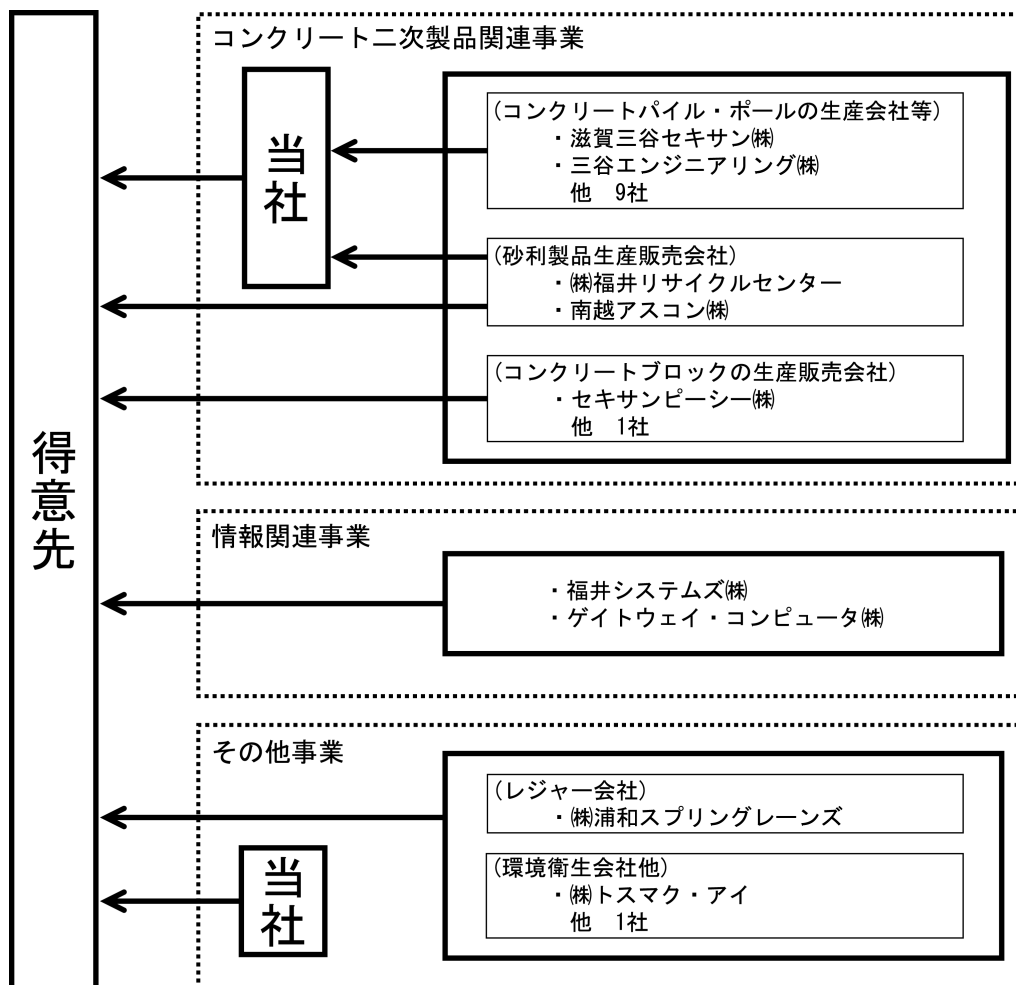 コンクリート二次製品関連事業
当社
(コンクリートパイル・ポールの生産会社等)
・滋賀三谷セキサン㈱
・三谷エンジニアリング㈱
他　9社
(砂利製品生産販売会社)
・㈱福井リサイクルセンター
・南越アスコン㈱
(コンクリートブロックの生産販売会社)
・セキサンピーシー㈱
他　1社
得意先
情報関連事業
・福井システムズ㈱
・ゲイトウェイ・コンピュータ㈱
その他事業
(レジャー会社)
・㈱浦和スプリングレーンズ
当社
(環境衛生会社他)
・㈱トスマク・アイ
他　1社